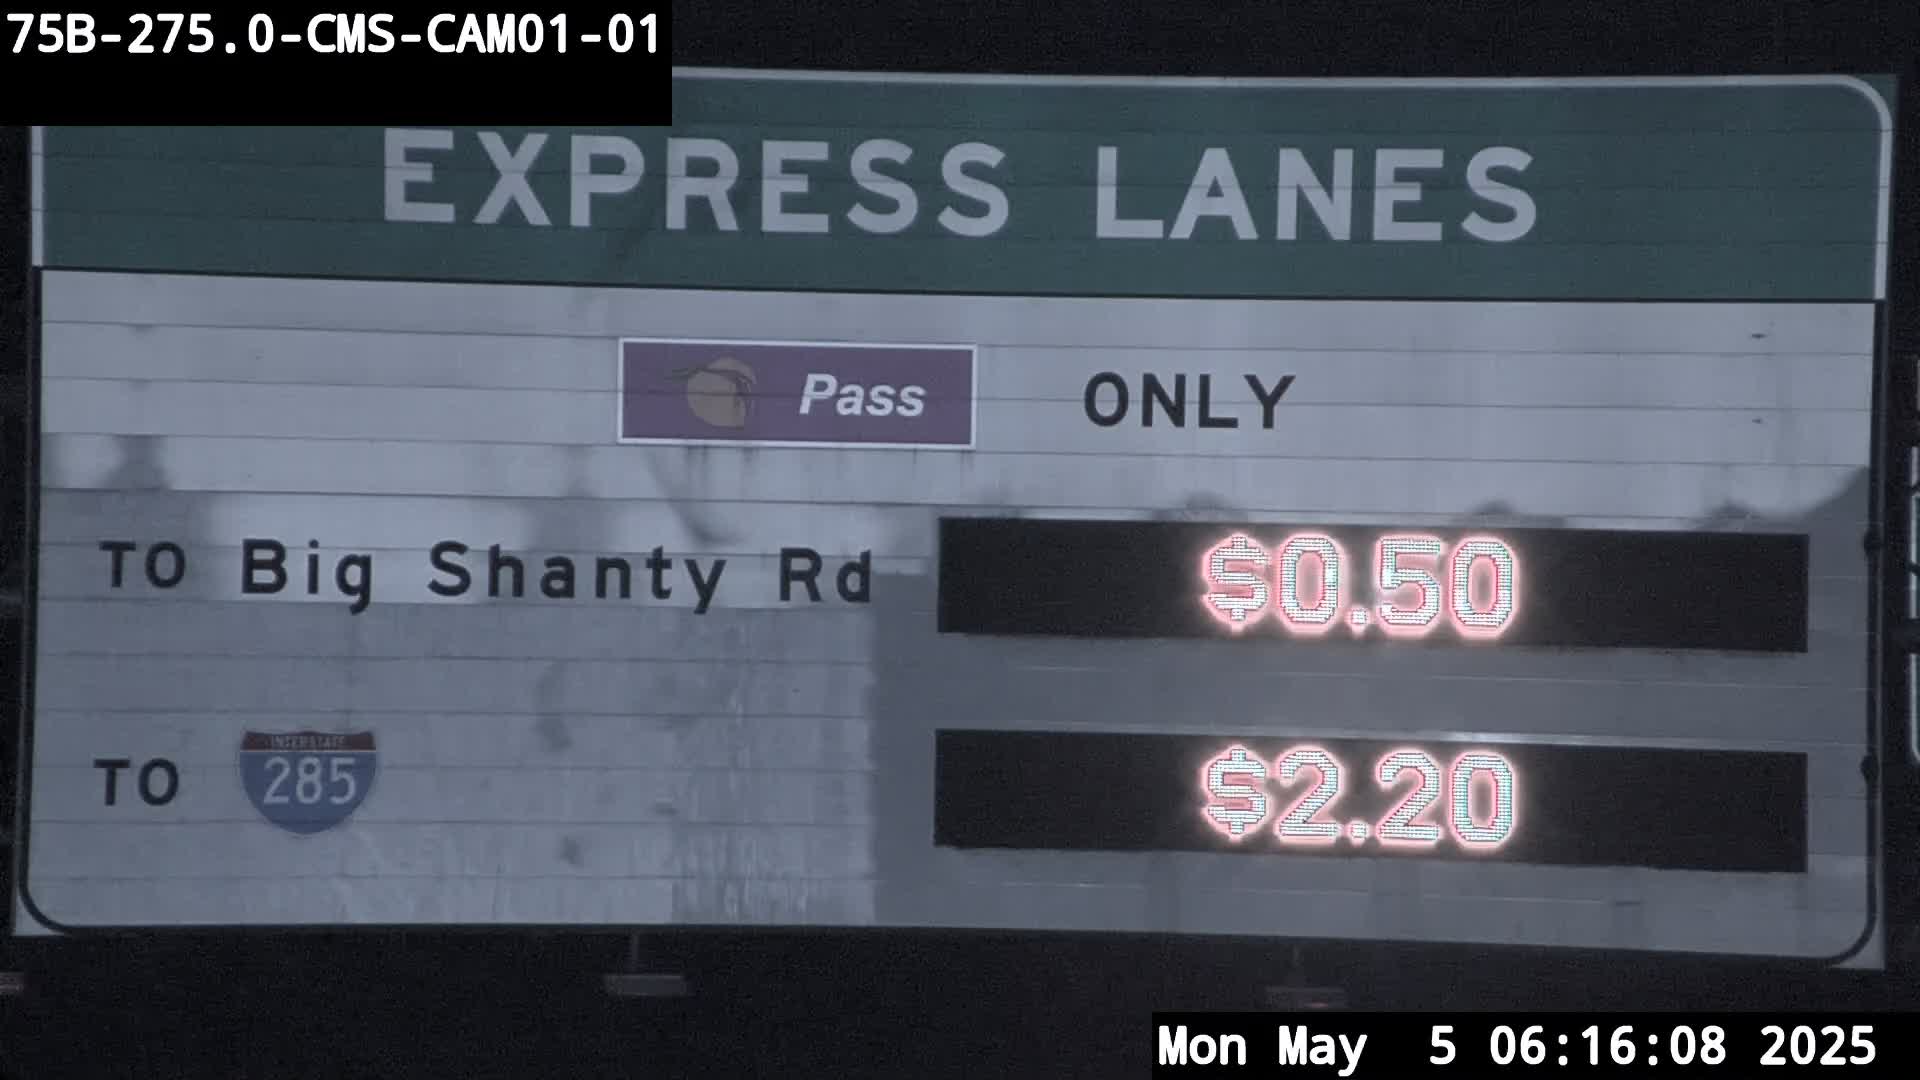 75B-275.0-CMS-CAM01-01
EXPRESS LANES
Pass ONLY
TO Big Shanty Rd $0.50
INTERSTATE
TO 285 $2.20
Mon May 5 06:16:08 2025